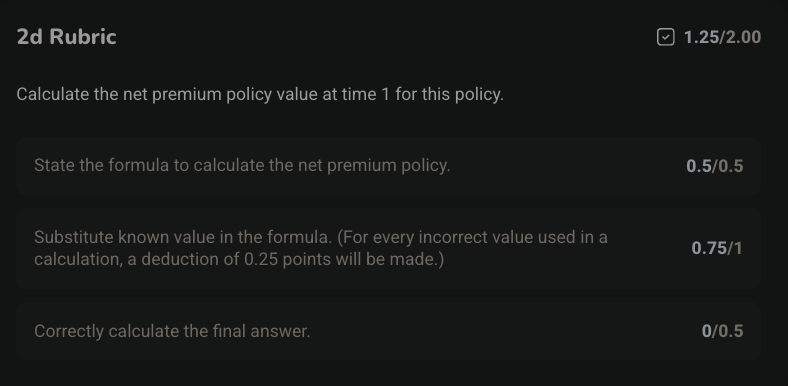 2d Rubric 1.25/2.00
Calculate the net premium policy value at time 1 for this policy.
State the formula to calculate the net premium policy. 0.5/0.5
Substitute known value in the formula. (For every incorrect value used in a
calculation, a deduction of 0.25 points will be made.) 0.75/1
Correctly calculate the final answer. 0/0.5